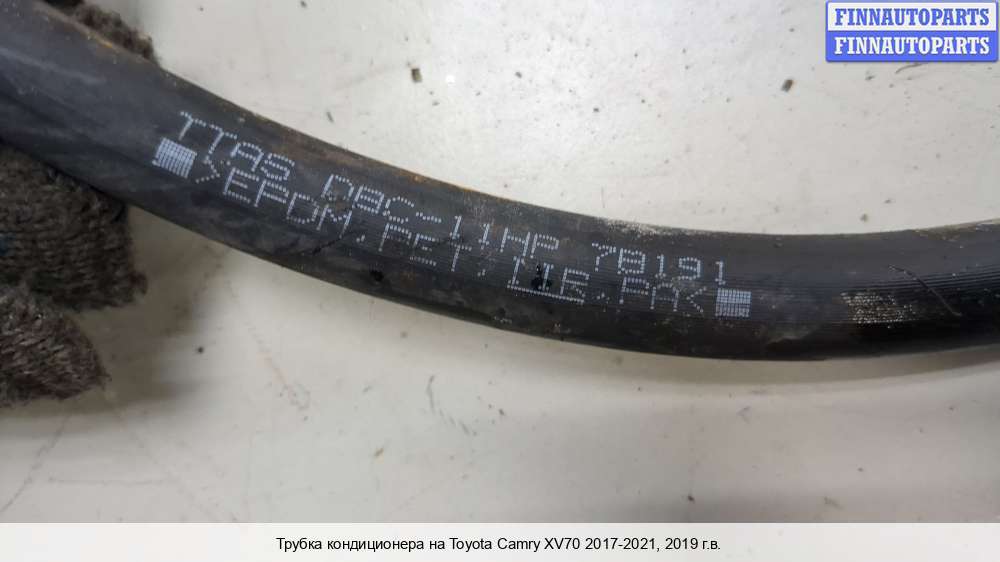 FINNAUTOPARTS
FINNAUTOPARTS
TTAS DBC-11HP 7B191
>EPDM,PET,IIR,PA<
Трубка кондиционера на Toyota Camry XV70 2017-2021, 2019 г.в.